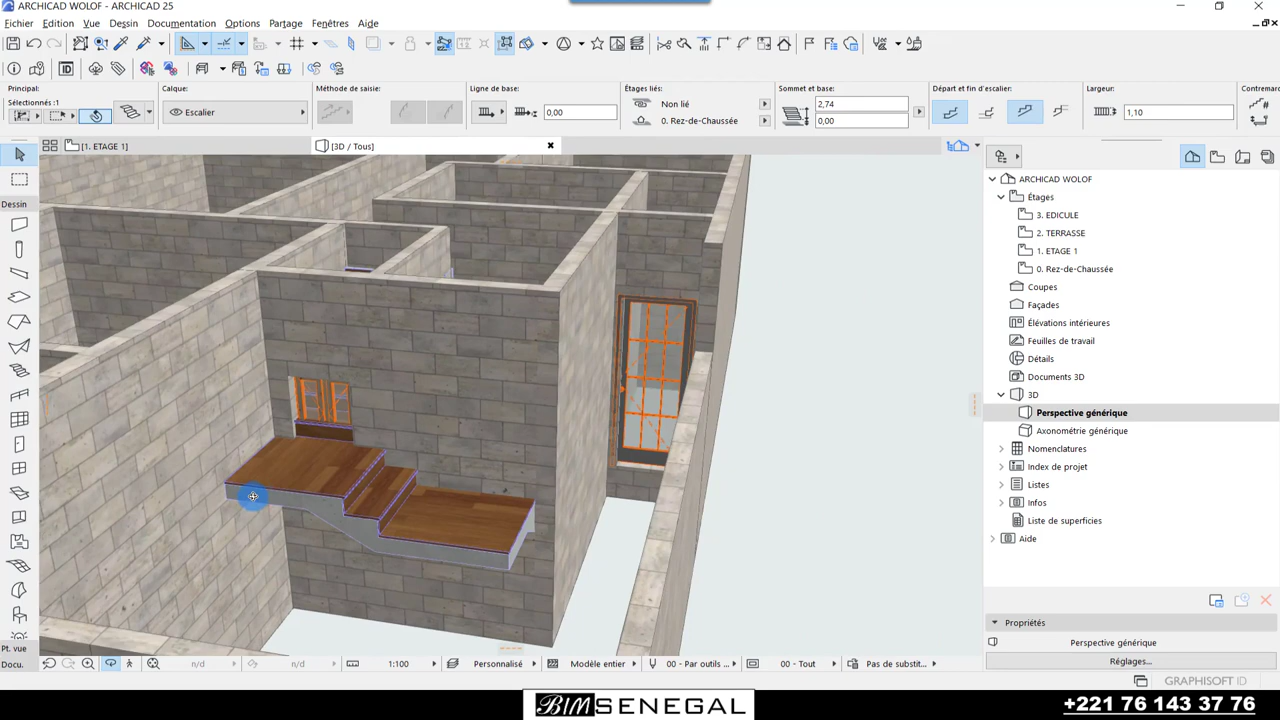 ARCHICAD WOLOF - ARCHICAD 25
Fichier Edition Vue Dessin Options Documentation Partage Fenêtres Aide
Principal: Calque: Méthode de saisie: Ligne de base: Étages liés: Sommet et base: Départ et fin d'escalier: Largeur: Contremarc
Sélectionnés :1
Escalier
0,00
Non lié
0. Rez-de-Chaussée
2,74
0,00
1,10
[1. ETAGE 1]
[3D / Tous]
Dessin
Pt. vue
Docu.
ARCHICAD WOLOF
Étages
3. EDICULE
2. TERRASSE
1. ETAGE 1
0. Rez-de-Chaussée
Coupes
Façades
Élévations intérieures
Feuilles de travail
Détails
Documents 3D
3D
Perspective générique
Axonométrie générique
Nomenclatures
Index de projet
Listes
Infos
Liste de superficies
Aide
Propriétés
Perspective générique
Réglages...
n/d n/d 1:100 Personnalisé Modèle entier 00 - Par outils ... 00 - Tout Pas de substit...
GRAPHISOFT ID
BIM SENEGAL
+221 76 143 37 76